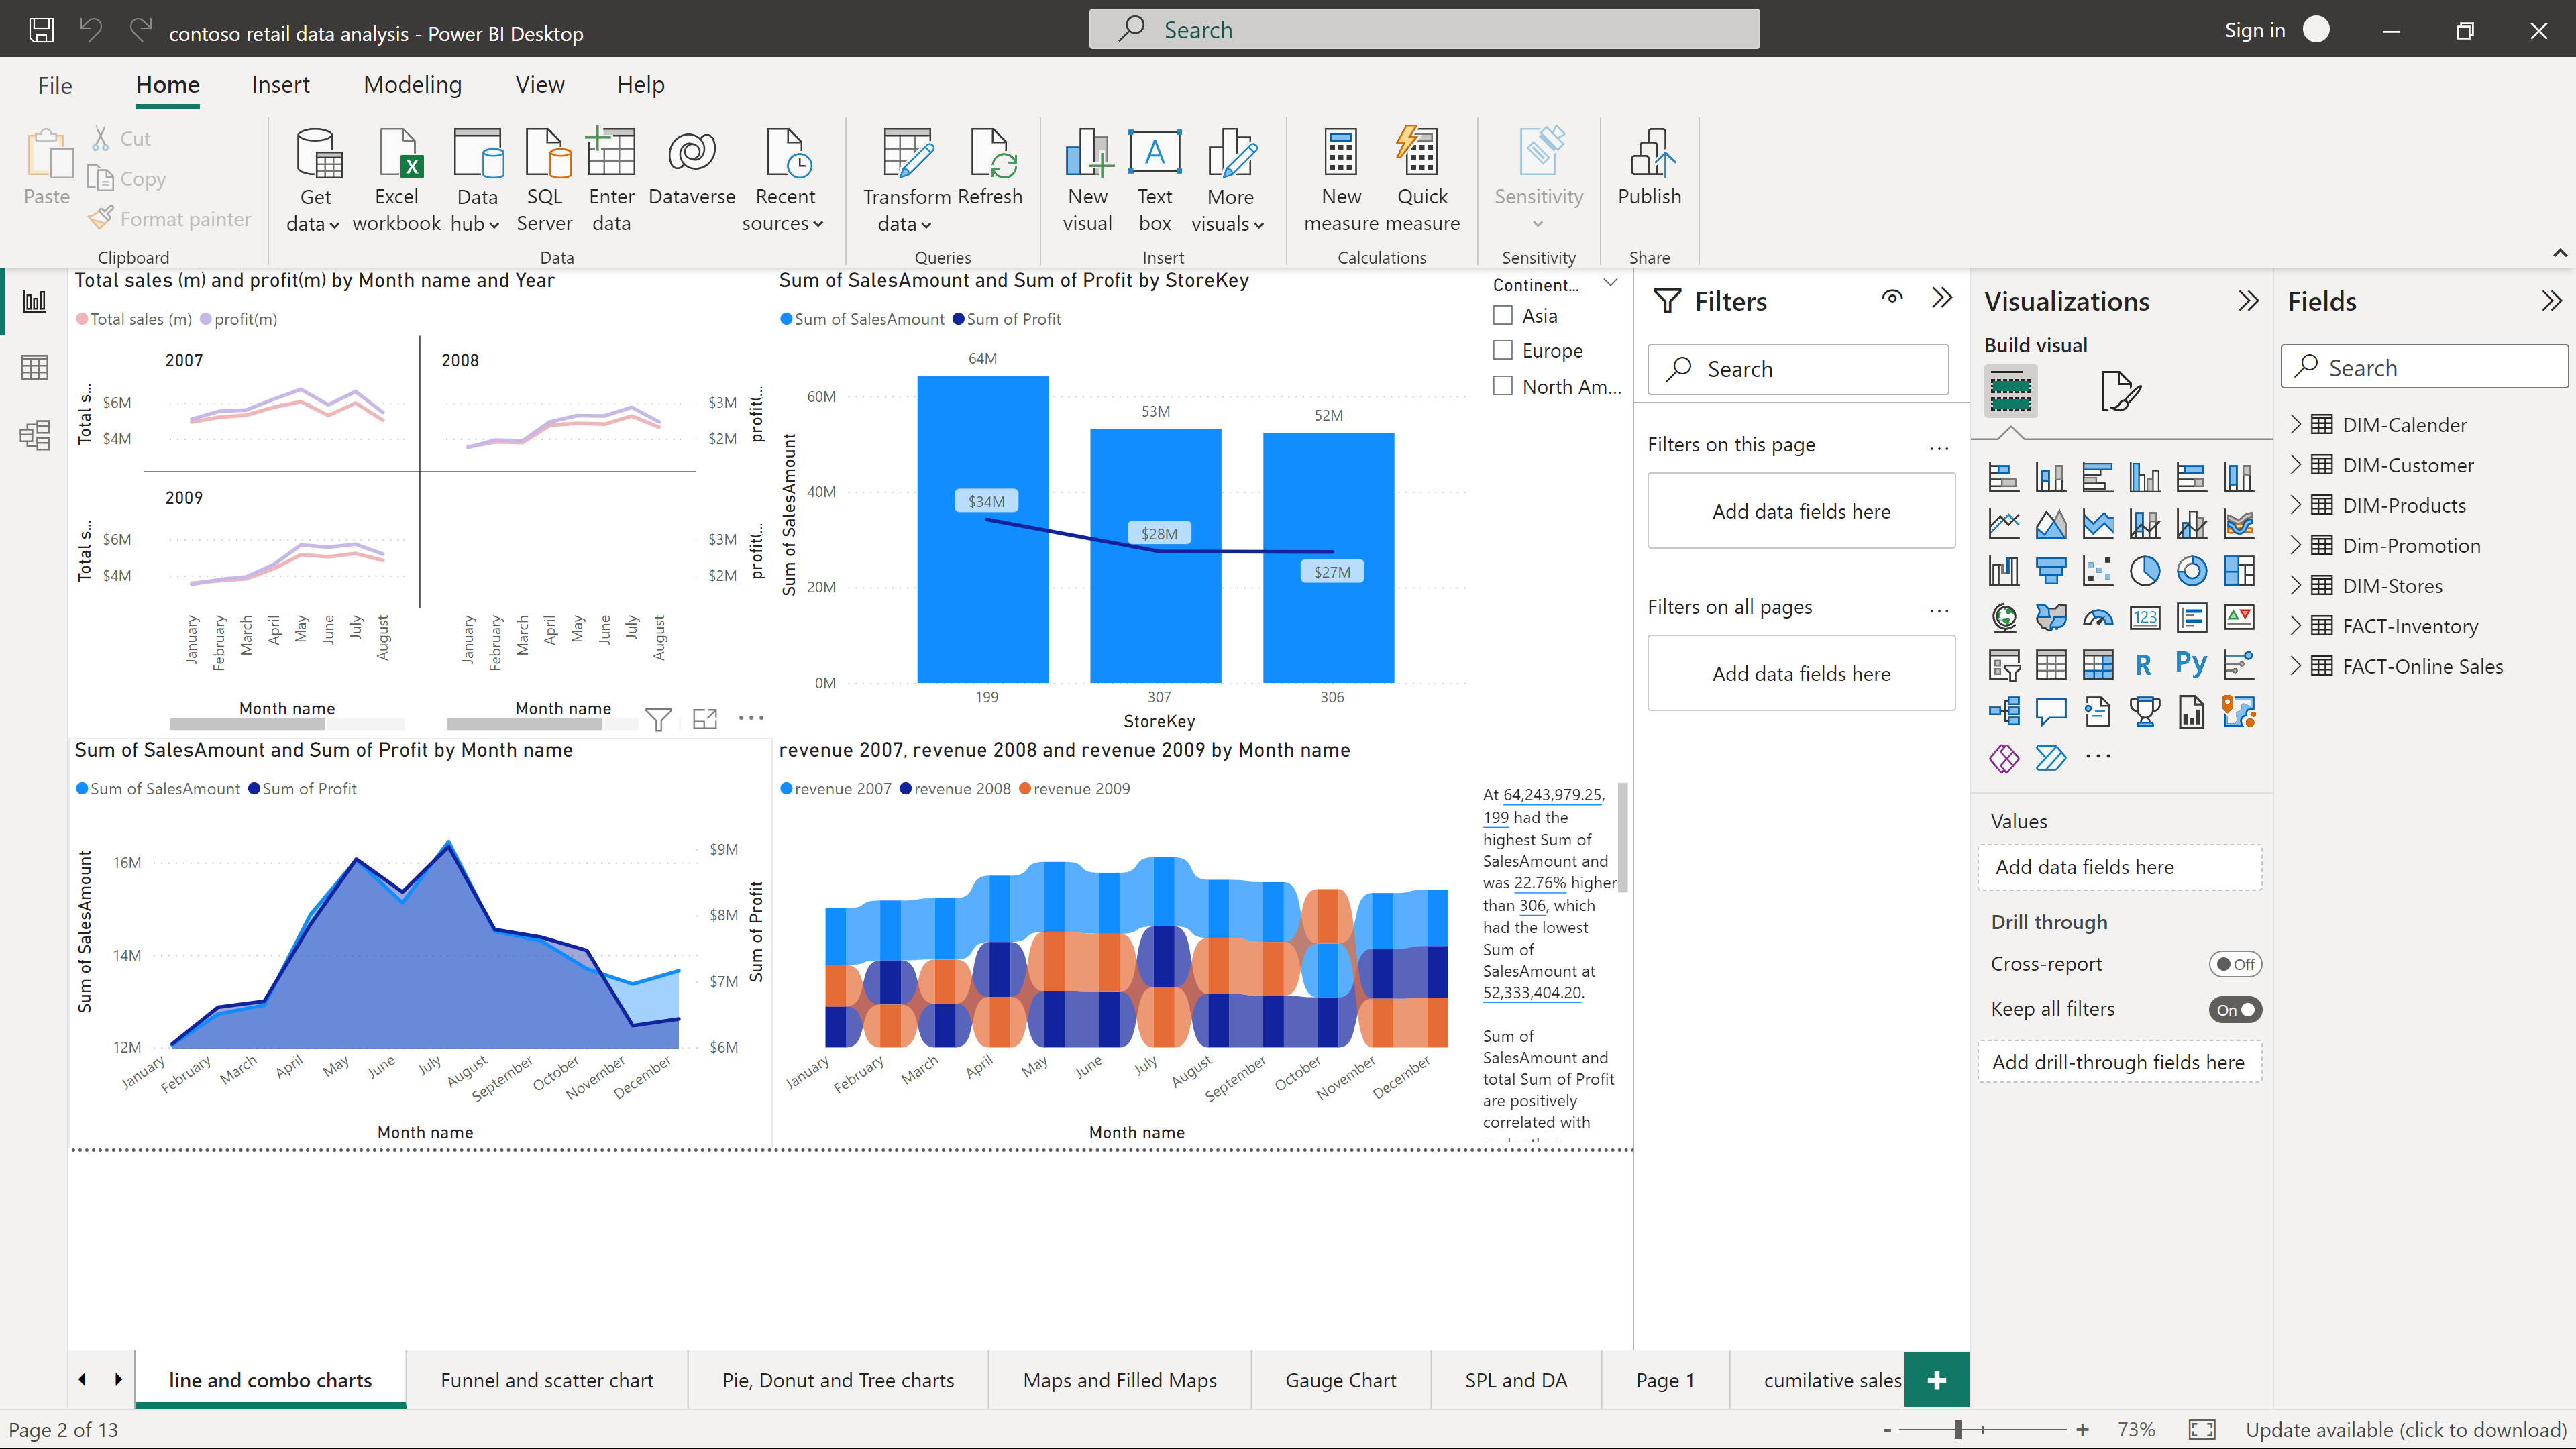 contoso retail data analysis - Power BI Desktop
Search
Sign in
File
Home
Insert
Modeling
View
Help
Paste
Cut
Copy
Format painter
Clipboard
Get data
Excel workbook
Data hub
SQL Server
Enter data
Dataverse
Recent sources
Data
Transform data
Refresh
Queries
New visual
Text box
More visuals
Insert
New measure
Quick measure
Calculations
Sensitivity
Sensitivity
Publish
Share
Total sales (m) and profit(m) by Month name and Year
Total sales (m) profit(m)
2007
2008
Total s...
$6M
$4M
$3M
$2M
profit(...
2009
Total s...
$6M
$4M
$3M
$2M
profit(...
January
February
March
April
May
June
July
August
January
February
March
April
May
June
July
August
Month name
Month name
Sum of SalesAmount and Sum of Profit by StoreKey
Sum of SalesAmount Sum of Profit
Sum of SalesAmount
60M
40M
20M
0M
64M
53M
52M
$34M
$28M
$27M
199
307
306
StoreKey
Continent...
Asia
Europe
North Am...
Sum of SalesAmount and Sum of Profit by Month name
Sum of SalesAmount Sum of Profit
Sum of SalesAmount
16M
14M
12M
$9M
$8M
$7M
$6M
Sum of Profit
January
February
March
April
May
June
July
August
September
October
November
December
Month name
revenue 2007, revenue 2008 and revenue 2009 by Month name
revenue 2007 revenue 2008 revenue 2009
January
February
March
April
May
June
July
August
September
October
November
December
Month name
At 64,243,979.25,
199 had the
highest Sum of
SalesAmount and
was 22.76% higher
than 306, which
had the lowest
Sum of
SalesAmount at
52,333,404.20.
Sum of
SalesAmount and
total Sum of Profit
are positively
correlated with
Filters
Search
Filters on this page
...
Add data fields here
Filters on all pages
...
Add data fields here
Visualizations
Build visual
123
R
Py
...
Values
Add data fields here
Drill through
Cross-report
Off
Keep all filters
On
Add drill-through fields here
Fields
Search
DIM-Calender
DIM-Customer
DIM-Products
Dim-Promotion
DIM-Stores
FACT-Inventory
FACT-Online Sales
line and combo charts
Funnel and scatter chart
Pie, Donut and Tree charts
Maps and Filled Maps
Gauge Chart
SPL and DA
Page 1
cumilative sales
+
Page 2 of 13
- + 73%
Update available (click to download)